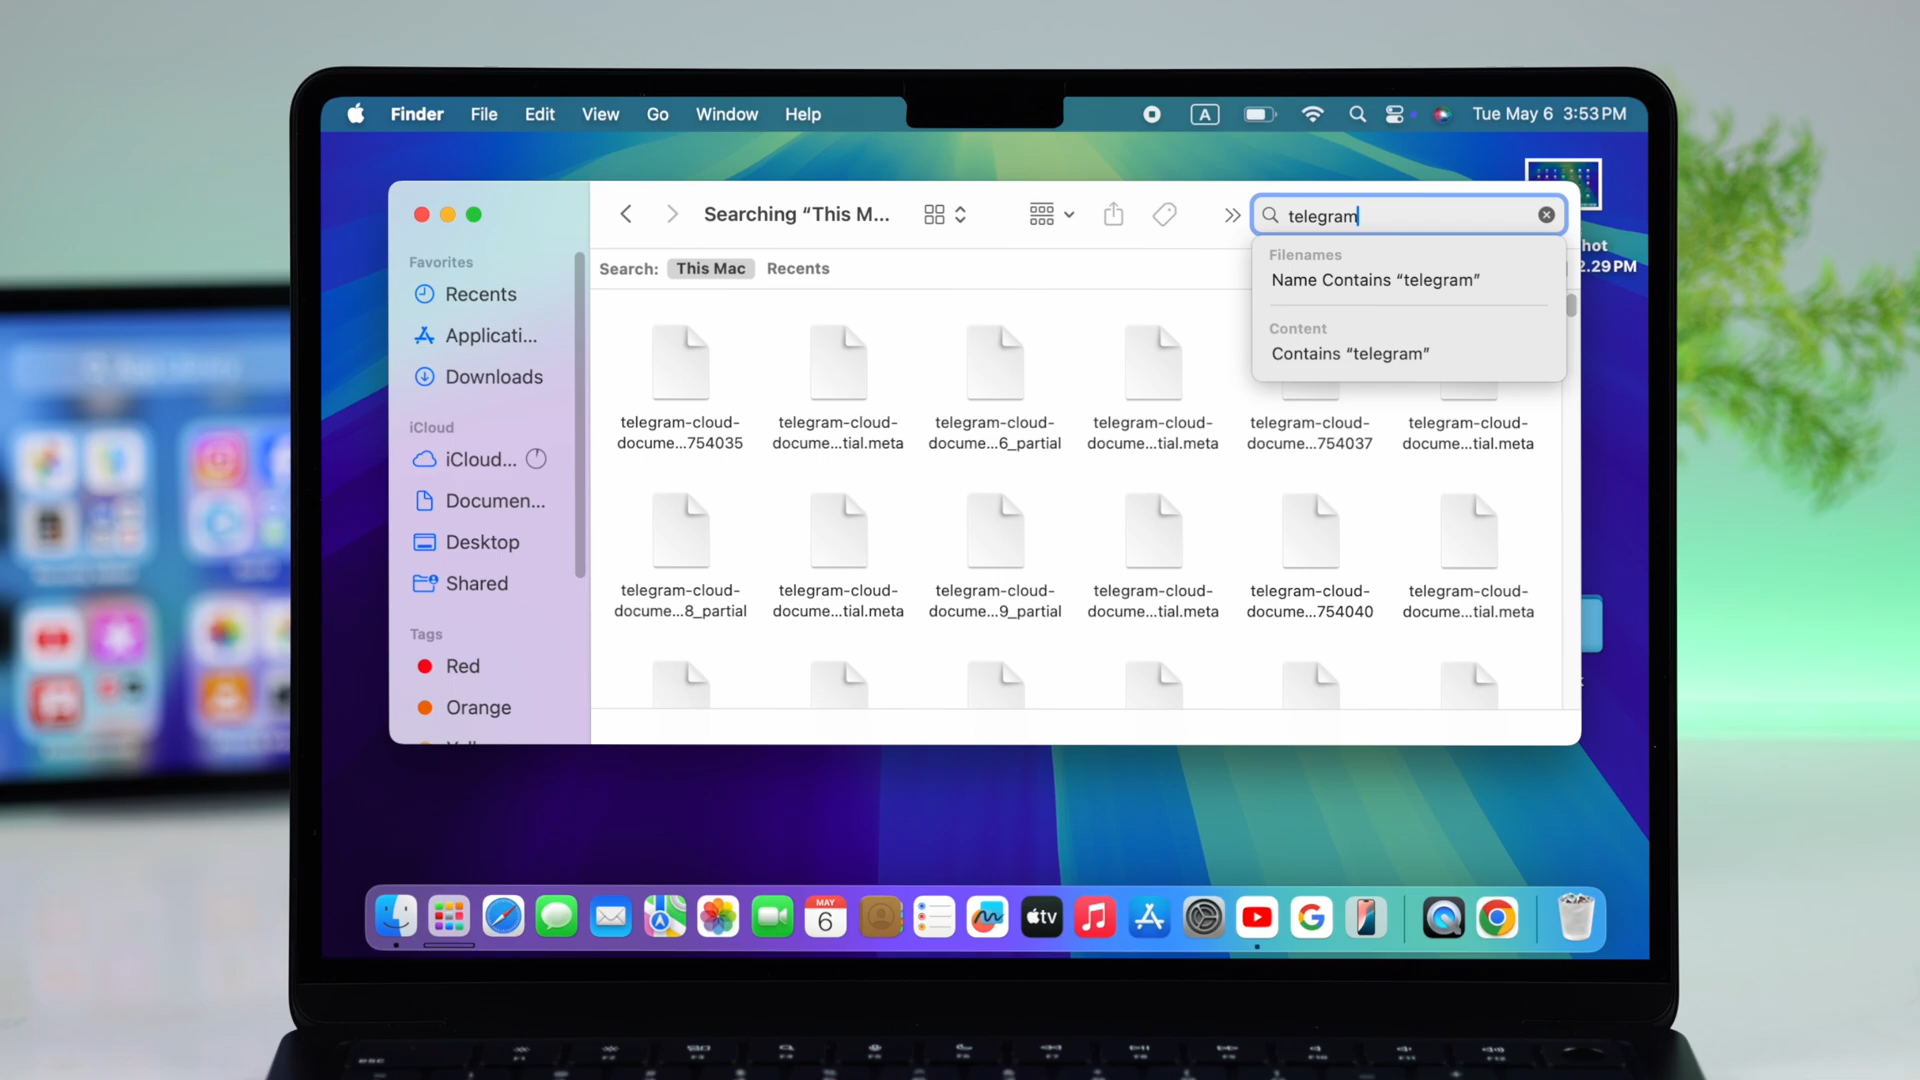 Finder File Edit View Go Window Help
A
Tue May 6 3:53 PM
Searching “This M...
telegram
hot
2.29 PM
Search: This Mac Recents
Filenames
Name Contains “telegram”
Content
Contains “telegram”
Favorites
Recents
Applicati...
Downloads
iCloud
iCloud...
Documen...
Desktop
Shared
Tags
Red
Orange
telegram-cloud-
docume...754035
telegram-cloud-
docume...tial.meta
telegram-cloud-
docume...6_partial
telegram-cloud-
docume...tial.meta
telegram-cloud-
docume...754037
telegram-cloud-
docume...tial.meta
telegram-cloud-
docume...8_partial
telegram-cloud-
docume...tial.meta
telegram-cloud-
docume...9_partial
telegram-cloud-
docume...tial.meta
telegram-cloud-
docume...754040
telegram-cloud-
docume...tial.meta
MAY
6
tv
esc